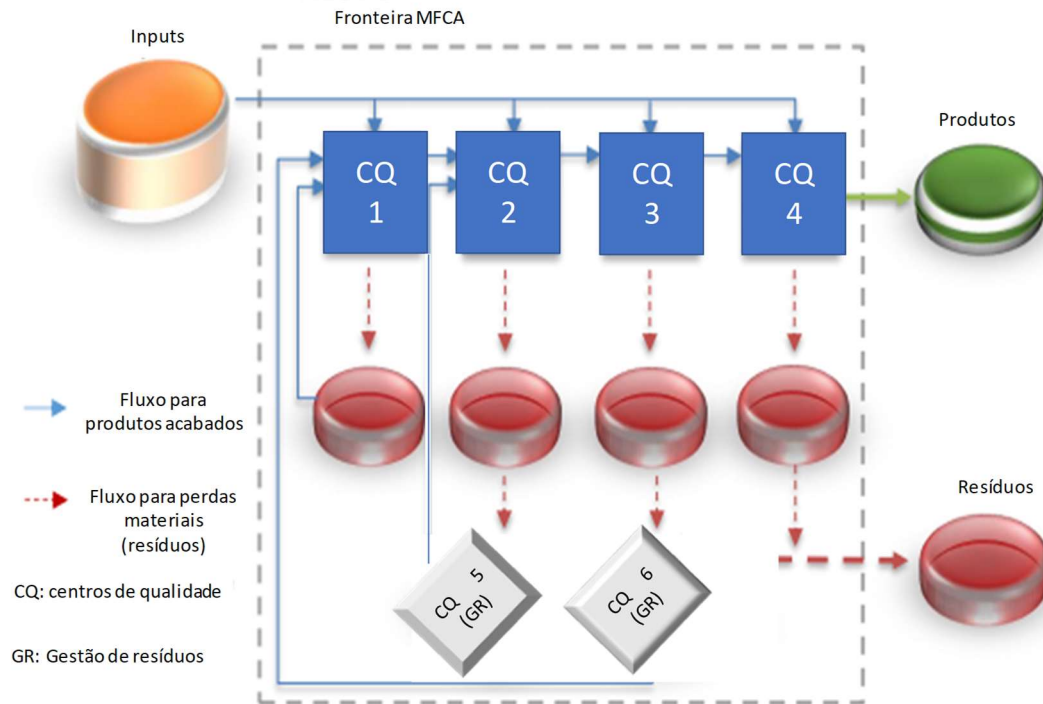 Fronteira MFCA
Inputs
Produtos
CQ
1
CQ
2
CQ
3
CQ
4
Fluxo para
produtos acabados
Fluxo para perdas
materiais
(resíduos)
Resíduos
CQ 5
(GR)
CQ 6
(GR)
CQ: centros de qualidade
GR: Gestão de resíduos